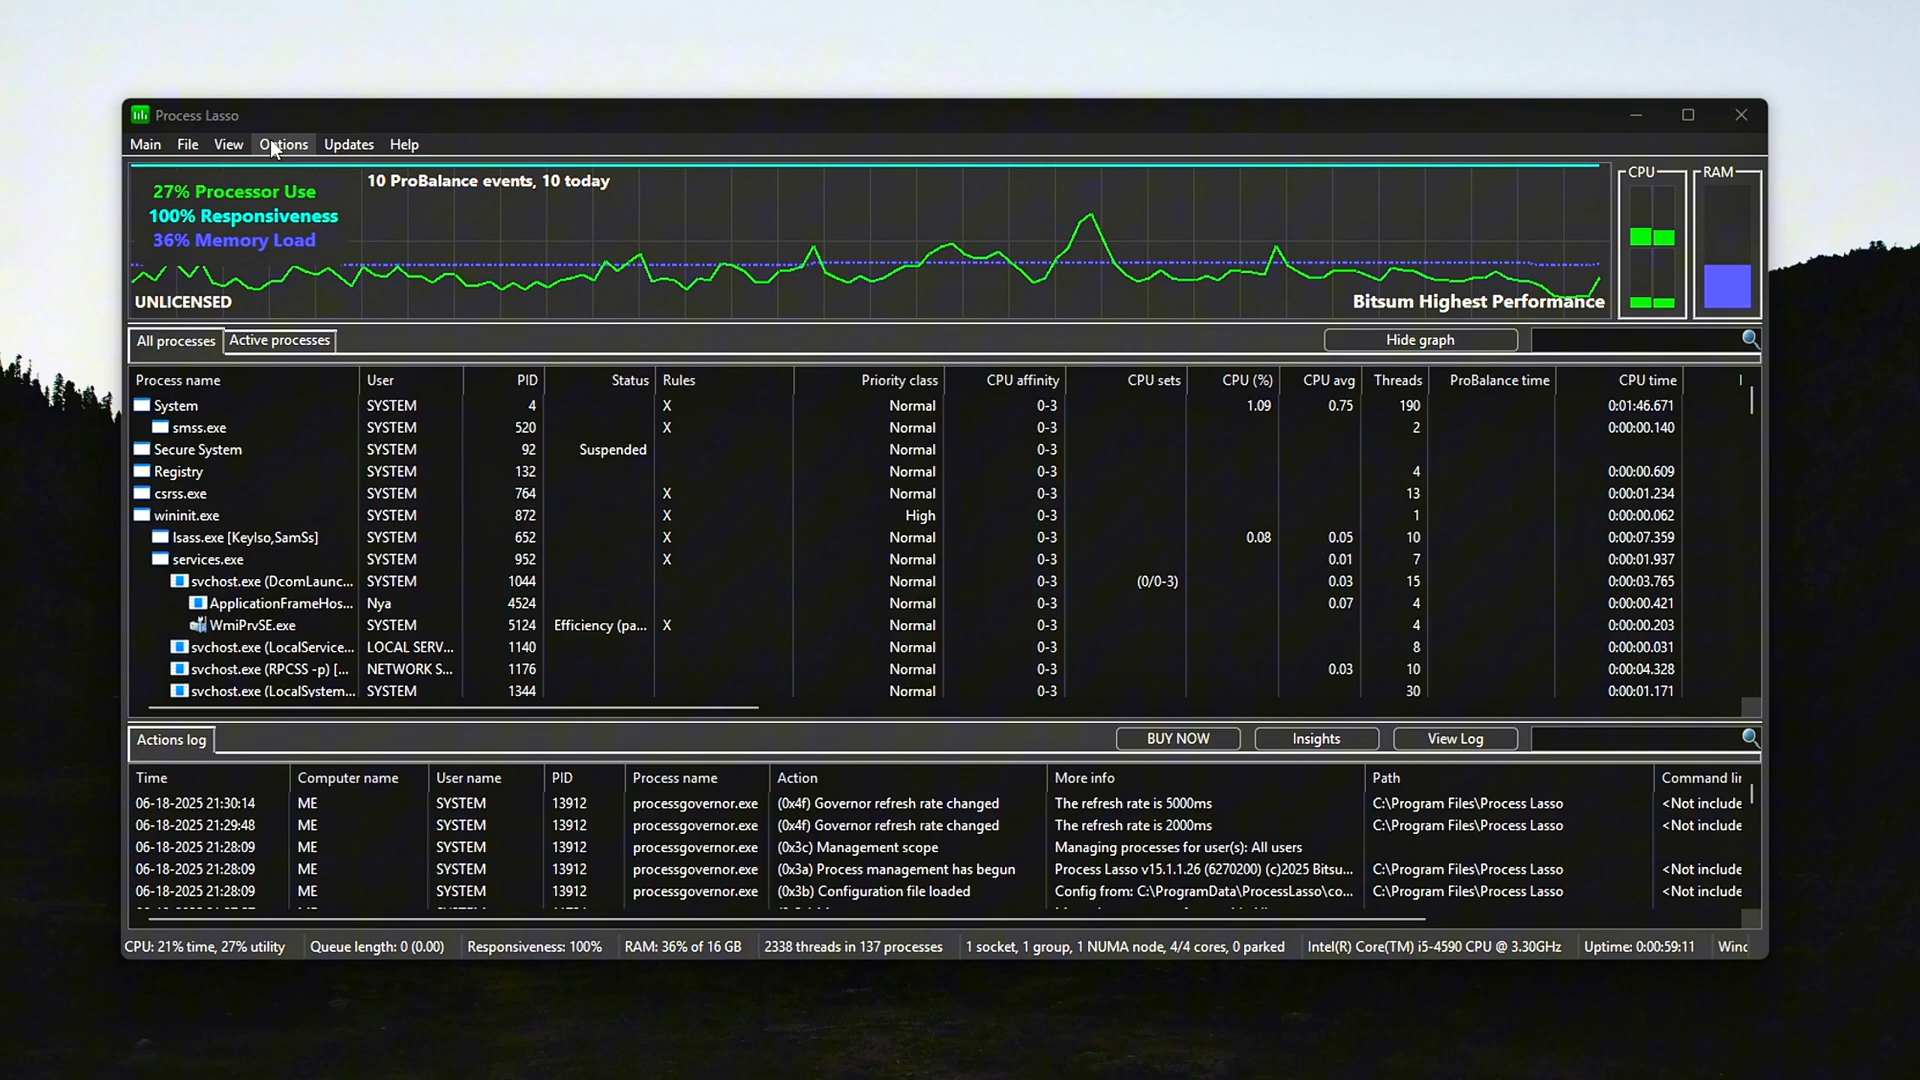 Process Lasso
Main File View Options Updates Help
27% Processor Use
100% Responsiveness
36% Memory Load
10 ProBalance events, 10 today
UNLICENSED
Bitsum Highest Performance
CPU
RAM
All processes Active processes Hide graph
Process name User PID Status Rules Priority class CPU affinity CPU sets CPU (%) CPU avg Threads ProBalance time CPU time
System SYSTEM 4 X Normal 0-3 1.09 0.75 190 0:01:46.671
smss.exe SYSTEM 520 X Normal 0-3 2 0:00:00.140
Secure System SYSTEM 92 Suspended Normal 0-3
Registry SYSTEM 132 Normal 0-3 4 0:00:00.609
csrss.exe SYSTEM 764 X Normal 0-3 13 0:00:01.234
wininit.exe SYSTEM 872 X High 0-3 1 0:00:00.062
lsass.exe [KeyIso,SamSs] SYSTEM 652 X Normal 0-3 0.08 0.05 10 0:00:07.359
services.exe SYSTEM 952 X Normal 0-3 0.01 7 0:00:01.937
svchost.exe (DcomLaunc... SYSTEM 1044 Normal 0-3 (0/0-3) 0.03 15 0:00:03.765
ApplicationFrameHos... Nya 4524 Normal 0-3 0.07 4 0:00:00.421
WmiPrvSE.exe SYSTEM 5124 Efficiency (pa... X Normal 0-3 4 0:00:00.203
svchost.exe (LocalService... LOCAL SERV... 1140 Normal 0-3 8 0:00:00.031
svchost.exe (RPCSS -p) [... NETWORK S... 1176 Normal 0-3 0.03 10 0:00:04.328
svchost.exe (LocalSystem... SYSTEM 1344 Normal 0-3 30 0:00:01.171
Actions log BUY NOW Insights View Log
Time Computer name User name PID Process name Action More info Path Command lin
06-18-2025 21:30:14 ME SYSTEM 13912 processgovernor.exe (0x4f) Governor refresh rate changed The refresh rate is 5000ms C:\Program Files\Process Lasso <Not include
06-18-2025 21:29:48 ME SYSTEM 13912 processgovernor.exe (0x4f) Governor refresh rate changed The refresh rate is 2000ms C:\Program Files\Process Lasso <Not include
06-18-2025 21:28:09 ME SYSTEM 13912 processgovernor.exe (0x3c) Management scope Managing processes for user(s): All users
06-18-2025 21:28:09 ME SYSTEM 13912 processgovernor.exe (0x3a) Process management has begun Process Lasso v15.1.1.26 (6270200) (c)2025 Bitsu... C:\Program Files\Process Lasso <Not include
06-18-2025 21:28:09 ME SYSTEM 13912 processgovernor.exe (0x3b) Configuration file loaded Config from: C:\ProgramData\ProcessLasso\co... C:\Program Files\Process Lasso <Not include
CPU: 21% time, 27% utility Queue length: 0 (0.00) Responsiveness: 100% RAM: 36% of 16 GB 2338 threads in 137 processes 1 socket, 1 group, 1 NUMA node, 4/4 cores, 0 parked Intel(R) Core(TM) i5-4590 CPU @ 3.30GHz Uptime: 0:00:59:11 Winc